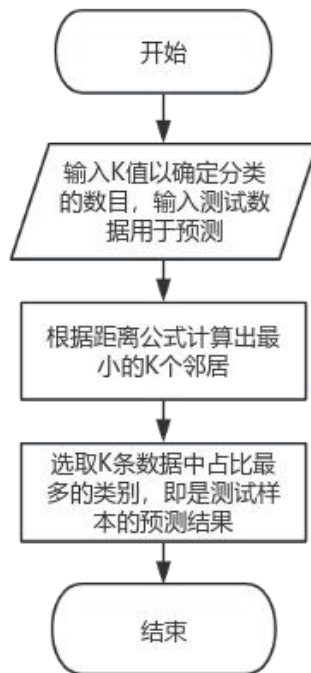 开始
输入K值以确定分类
的数目，输入测试数
据用于预测
根据距离公式计算出最
小的K个邻居
选取K条数据中占比最
多的类别，即是测试样
本的预测结果
结束